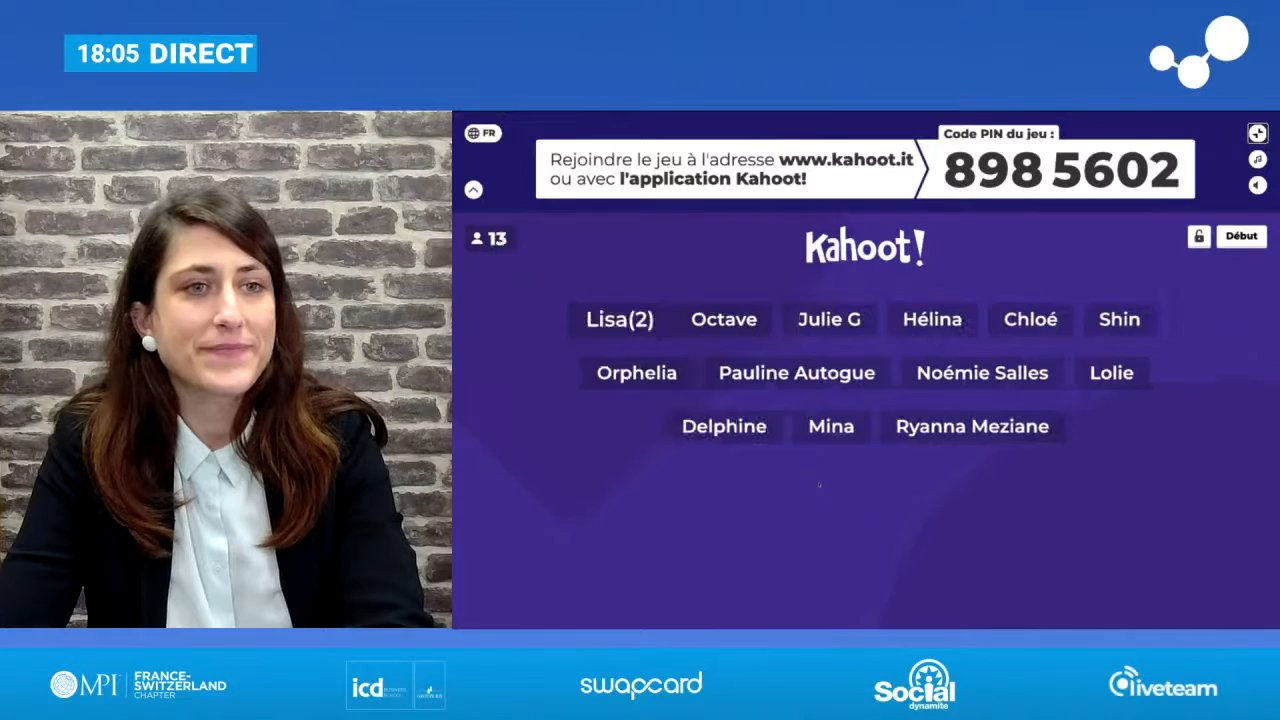 18:05 DIRECT
FR
Code PIN du jeu :
Rejoindre le jeu à l'adresse www.kahoot.it
ou avec l'application Kahoot!
898 5602
13
Kahoot!
Début
Lisa(2) Octave Julie G Hélina Chloé Shin
Orphelia Pauline Autogue Noémie Salles Lolie
Delphine Mina Ryanna Meziane
MPI FRANCE-
SWITZERLAND
CHAPTER
icd
swapcard
Social
dynamite
liveteam